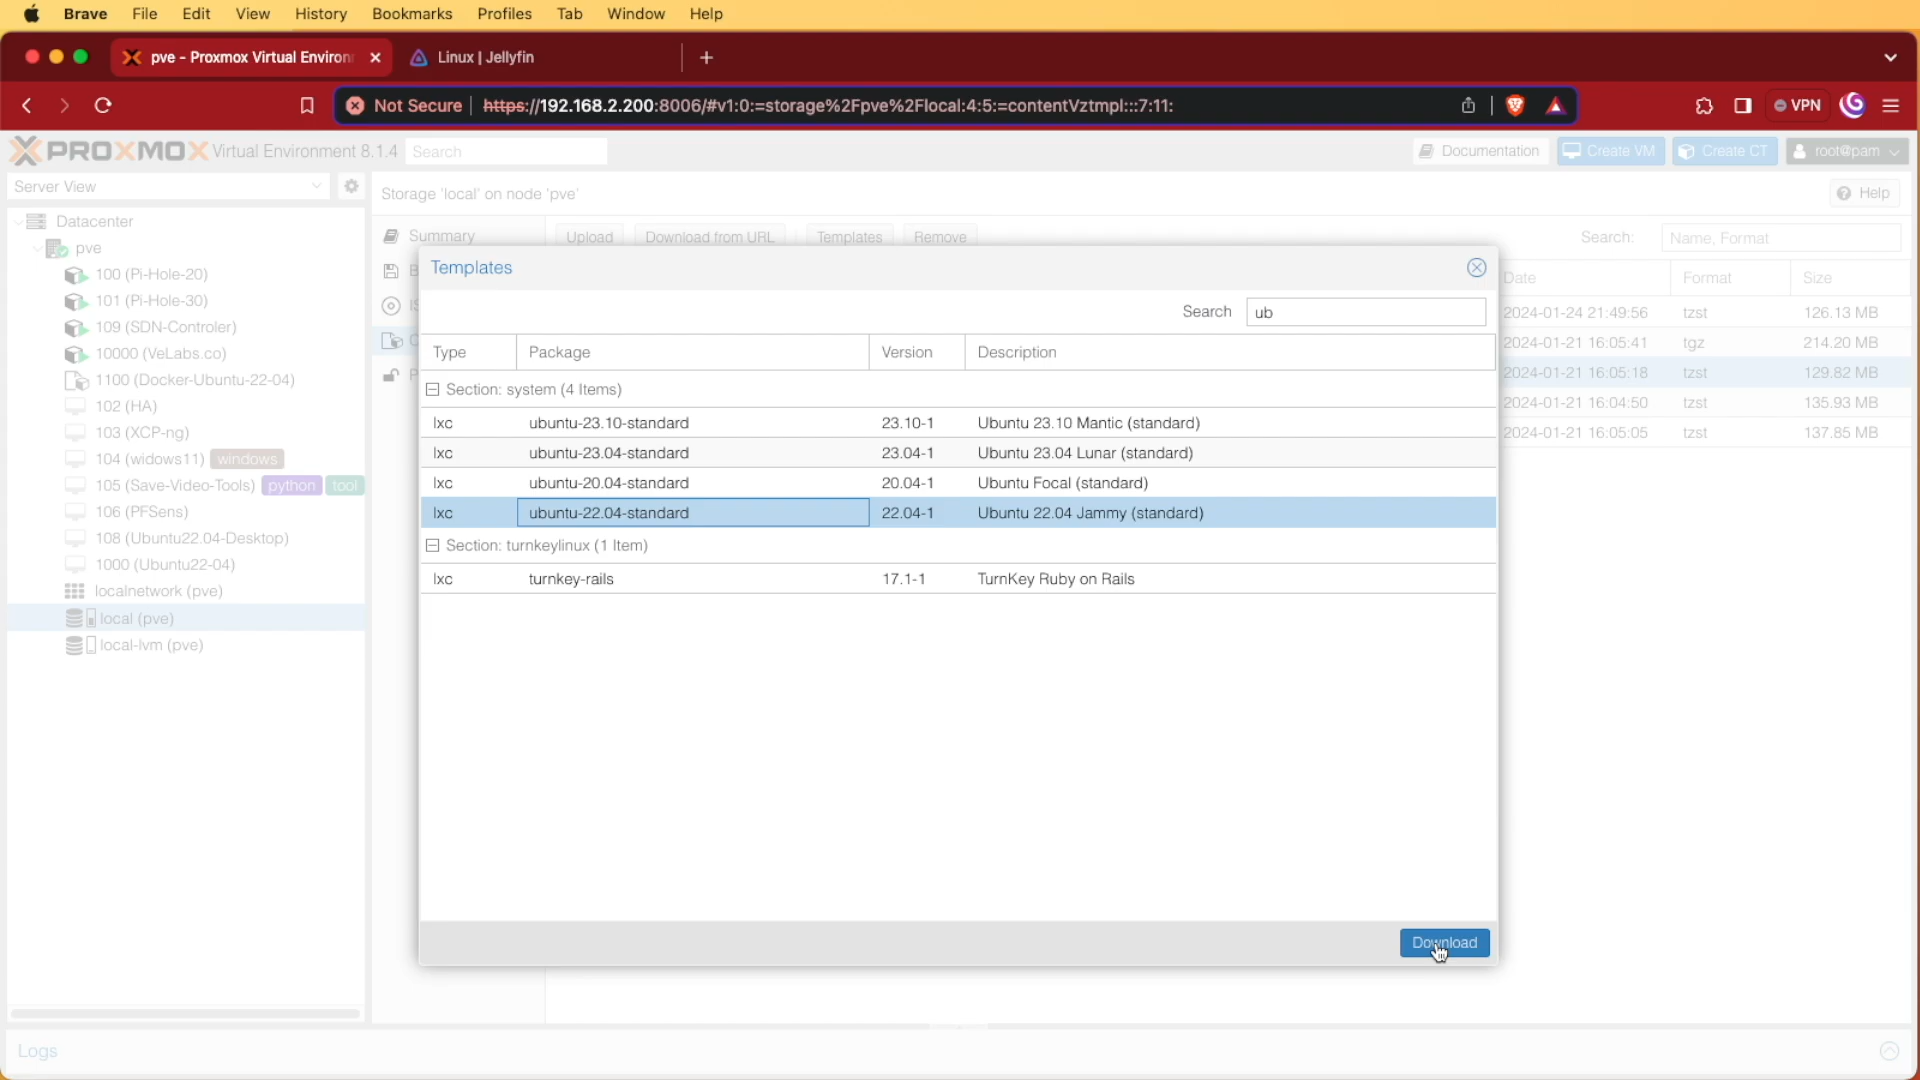 Brave File Edit View History Bookmarks Profiles Tab Window Help
pve - Proxmox Virtual Environ
Linux | Jellyfin
Not Secure https://192.168.2.200:8006/#v1:0:=storage%2Fpve%2Flocal:4:5:=contentVztmpl:::7:11:
VPN
PROXMOX Virtual Environment 8.1.4 Search
Documentation Create VM Create CT root@pam
Server View
Storage 'local' on node 'pve'
Help
Datacenter
pve
100 (Pi-Hole-20)
101 (Pi-Hole-30)
109 (SDN-Controler)
10000 (VeLabs.co)
1100 (Docker-Ubuntu-22-04)
102 (HA)
103 (XCP-ng)
104 (widows11) windows
105 (Save-Video-Tools) python tool
106 (PFSens)
108 (Ubuntu22.04-Desktop)
1000 (Ubuntu22-04)
localnetwork (pve)
local (pve)
local-lvm (pve)
Summary
B
IS
C
P
Upload Download from URL Templates Remove
Search: Name, Format
Date Format Size
2024-01-24 21:49:56 tzst 126.13 MB
2024-01-21 16:05:41 tgz 214.20 MB
2024-01-21 16:05:18 tzst 129.82 MB
2024-01-21 16:04:50 tzst 135.93 MB
2024-01-21 16:05:05 tzst 137.85 MB
Templates
Search ub
Type Package Version Description
Section: system (4 Items)
lxc ubuntu-23.10-standard 23.10-1 Ubuntu 23.10 Mantic (standard)
lxc ubuntu-23.04-standard 23.04-1 Ubuntu 23.04 Lunar (standard)
lxc ubuntu-20.04-standard 20.04-1 Ubuntu Focal (standard)
lxc ubuntu-22.04-standard 22.04-1 Ubuntu 22.04 Jammy (standard)
Section: turnkeylinux (1 Item)
lxc turnkey-rails 17.1-1 TurnKey Ruby on Rails
Download
Logs